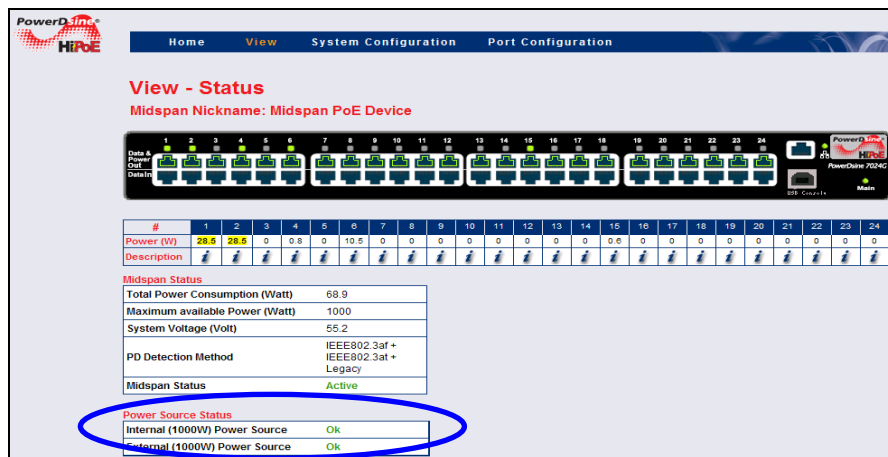 PowerDsine
HiPoE
Home View System Configuration Port Configuration
View - Status
Midspan Nickname: Midspan PoE Device
1 2 3 4 5 6 7 8 9 10 11 12 13 14 15 16 17 18 19 20 21 22 23 24
Data &
Power
Out
Data In
PowerDsine
HiPoE
PowerDsine 7024G
USB Console
Main
# 1 2 3 4 5 6 7 8 9 10 11 12 13 14 15 16 17 18 19 20 21 22 23 24
Power (W) 28.5 28.5 0 0.8 0 10.5 0 0 0 0 0 0 0 0 0.6 0 0 0 0 0 0 0 0 0
Description i i i i i i i i i i i i i i i i i i i i i i i i
Midspan Status
Total Power Consumption (Watt) 68.9
Maximum available Power (Watt) 1000
System Voltage (Volt) 55.2
PD Detection Method IEEE802.3af +
IEEE802.3at +
Legacy
Midspan Status Active
Power Source Status
Internal (1000W) Power Source Ok
External (1000W) Power Source Ok